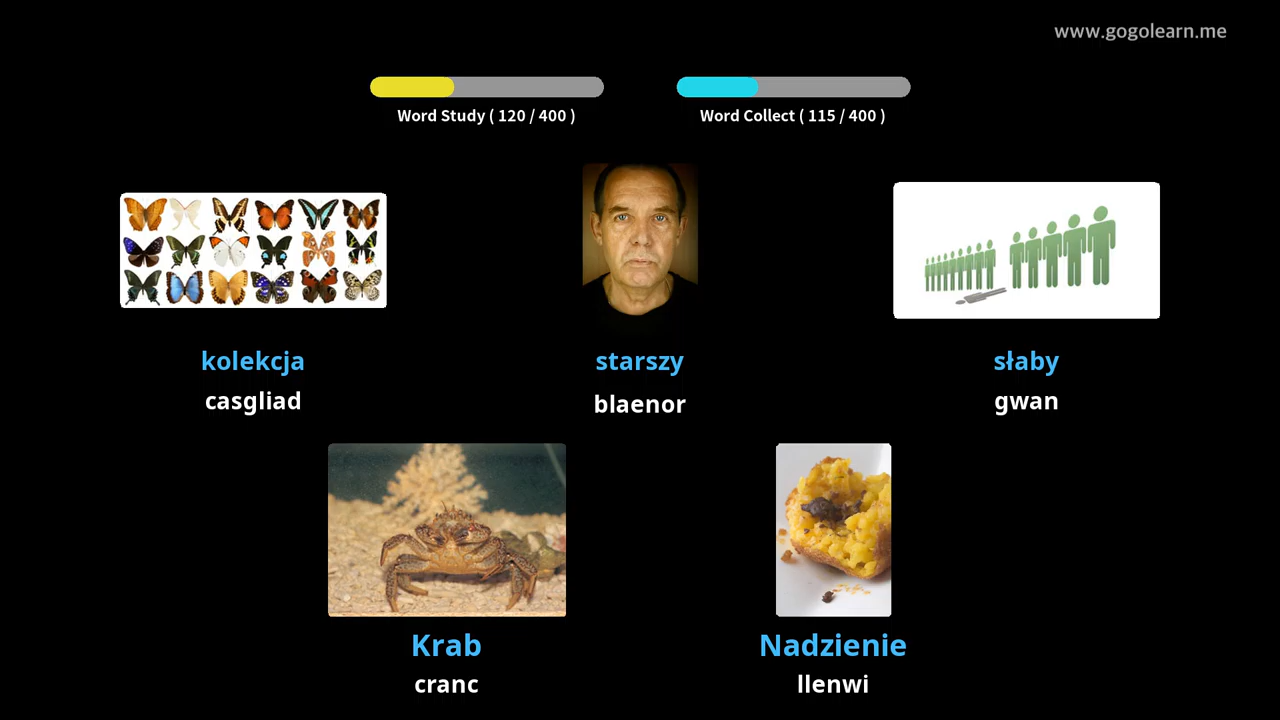 www.gogolearn.me
Word Study ( 120 / 400 )
Word Collect ( 115 / 400 )
kolekcja
casgliad
starszy
blaenor
słaby
gwan
Krab
cranc
Nadzienie
llenwi